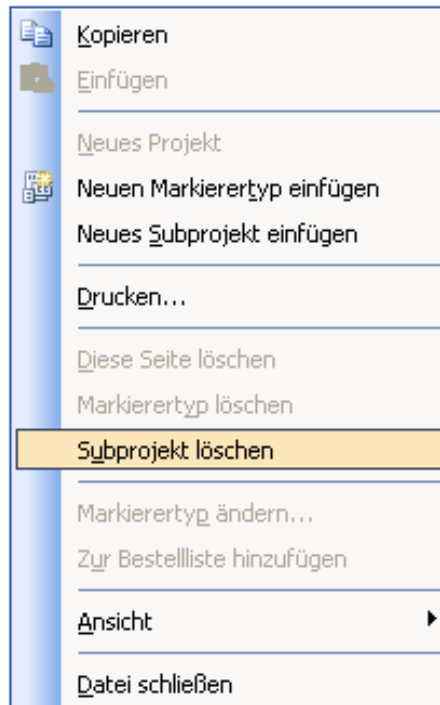 Kopieren
Einfügen
Neues Projekt
Neuen Markierertyp einfügen
Neues Subprojekt einfügen
Drucken...
Diese Seite löschen
Markierertyp löschen
Subprojekt löschen
Markierertyp ändern...
Zur Bestellliste hinzufügen
Ansicht
Datei schließen